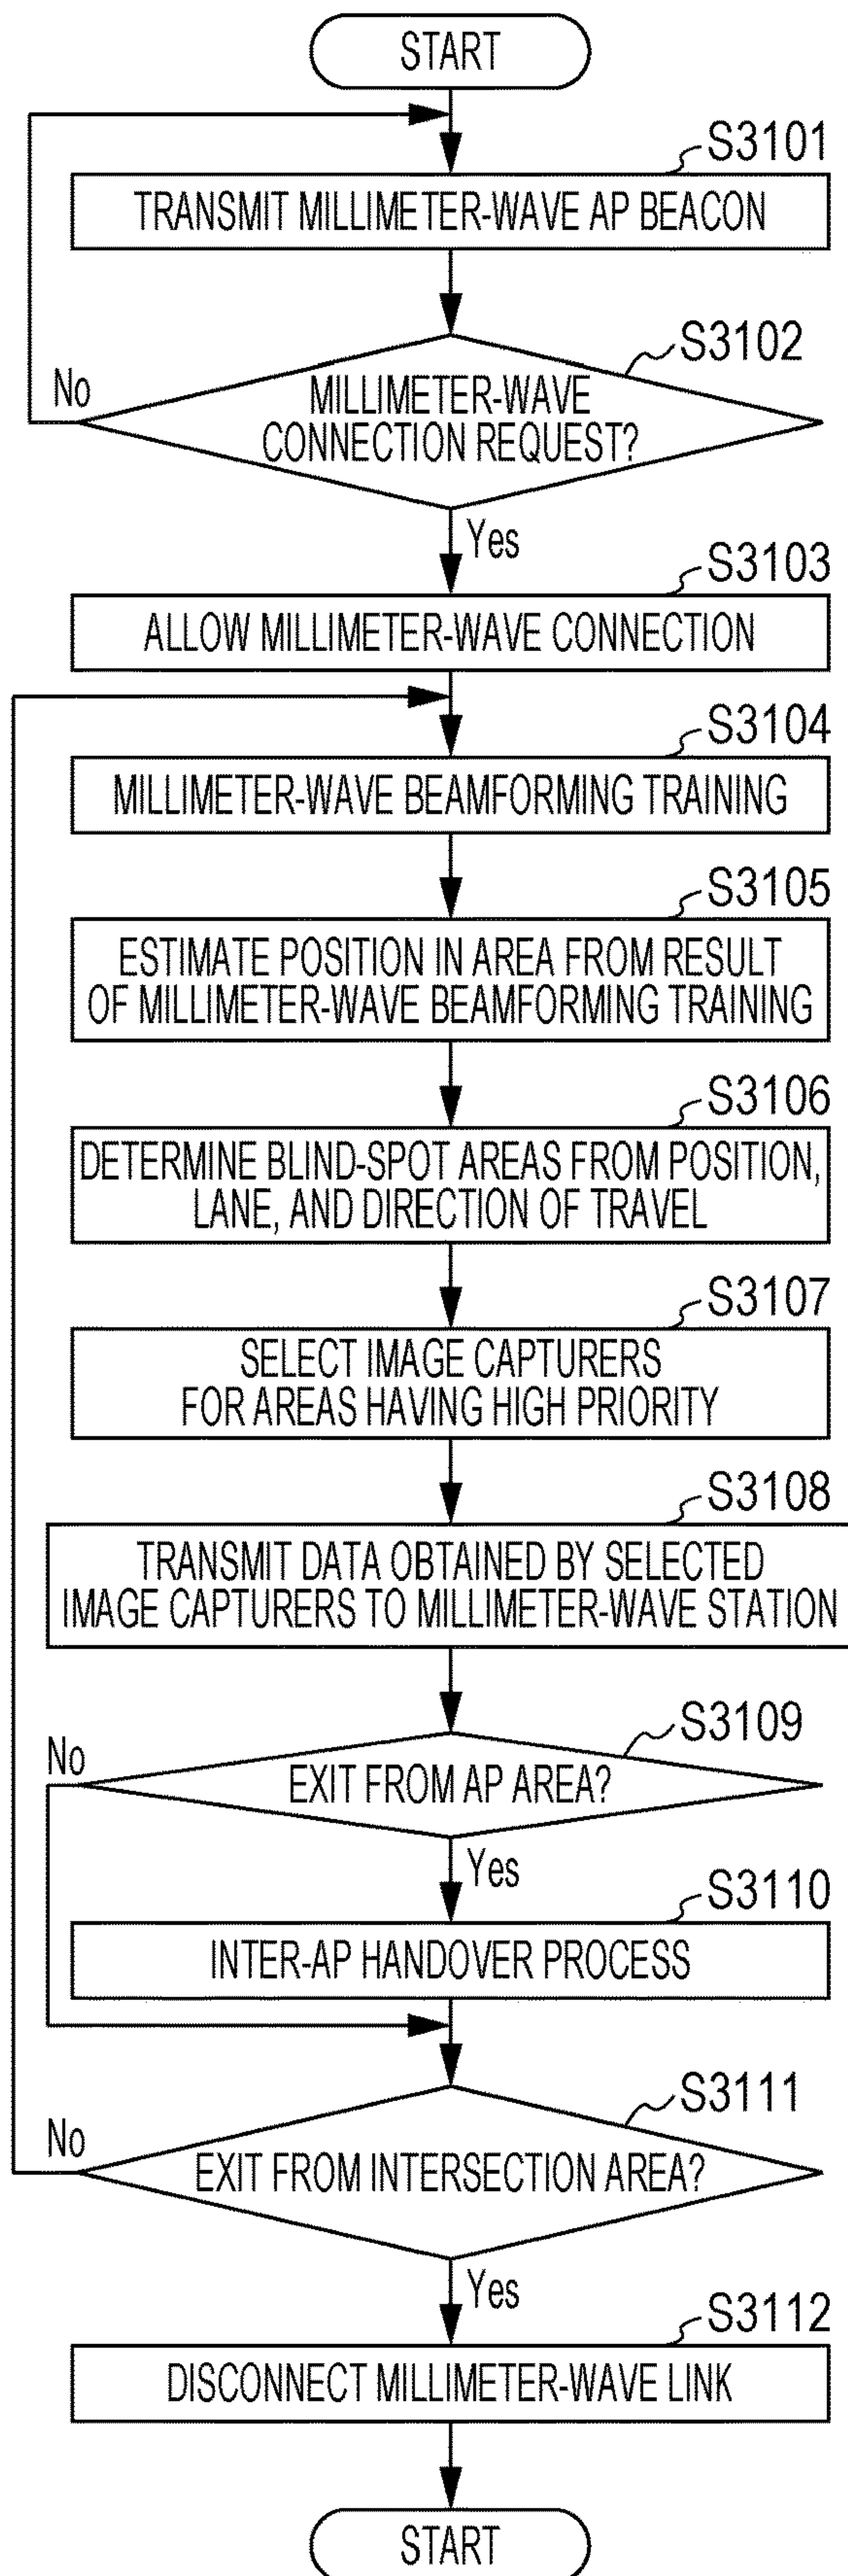 START
S3101
TRANSMIT MILLIMETER-WAVE AP BEACON
S3102
No
MILLIMETER-WAVE
CONNECTION REQUEST?
Yes
S3103
ALLOW MILLIMETER-WAVE CONNECTION
S3104
MILLIMETER-WAVE BEAMFORMING TRAINING
S3105
ESTIMATE POSITION IN AREA FROM RESULT
OF MILLIMETER-WAVE BEAMFORMING TRAINING
S3106
DETERMINE BLIND-SPOT AREAS FROM POSITION,
LANE, AND DIRECTION OF TRAVEL
S3107
SELECT IMAGE CAPTURERS
FOR AREAS HAVING HIGH PRIORITY
S3108
TRANSMIT DATA OBTAINED BY SELECTED
IMAGE CAPTURERS TO MILLIMETER-WAVE STATION
S3109
No
EXIT FROM AP AREA?
Yes
S3110
INTER-AP HANDOVER PROCESS
S3111
No
EXIT FROM INTERSECTION AREA?
Yes
S3112
DISCONNECT MILLIMETER-WAVE LINK
START